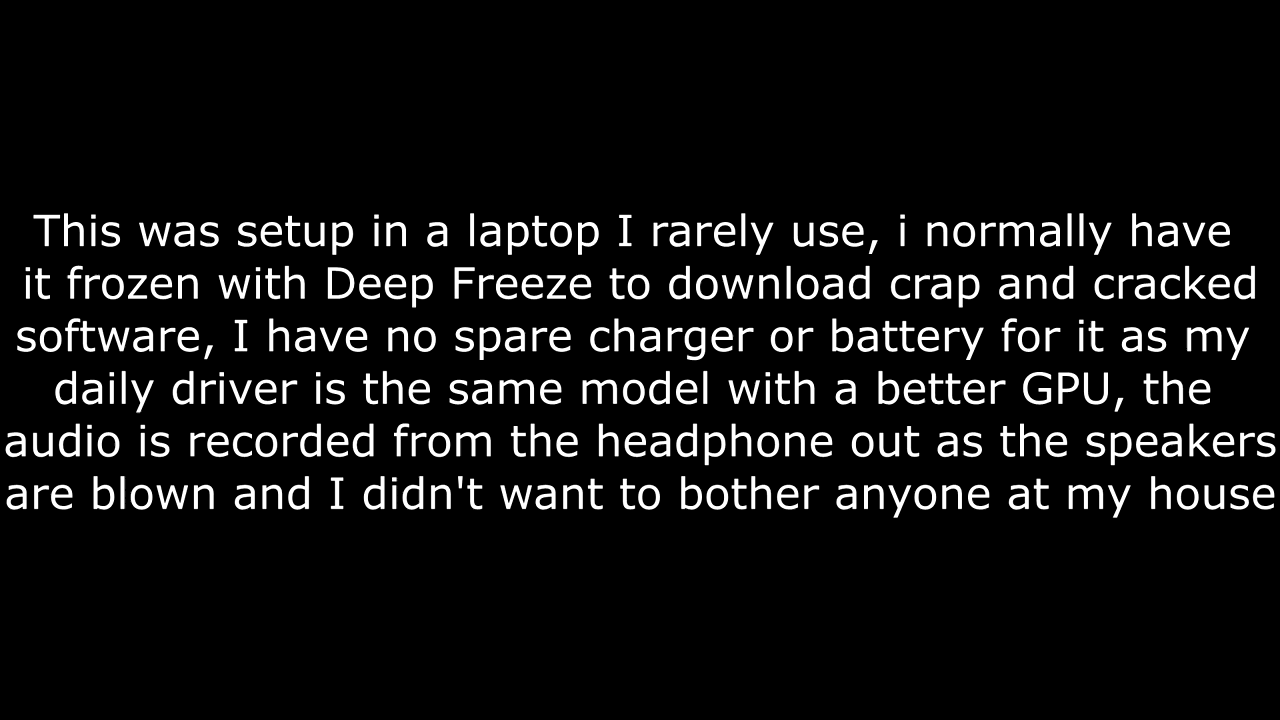 This was setup in a laptop I rarely use, i normally have
it frozen with Deep Freeze to download crap and cracked
software, I have no spare charger or battery for it as my
daily driver is the same model with a better GPU, the
audio is recorded from the headphone out as the speakers
are blown and I didn't want to bother anyone at my house